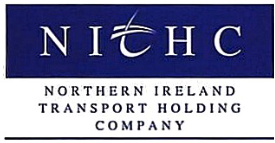 NITHC
NORTHERN IRELAND
TRANSPORT HOLDING
COMPANY